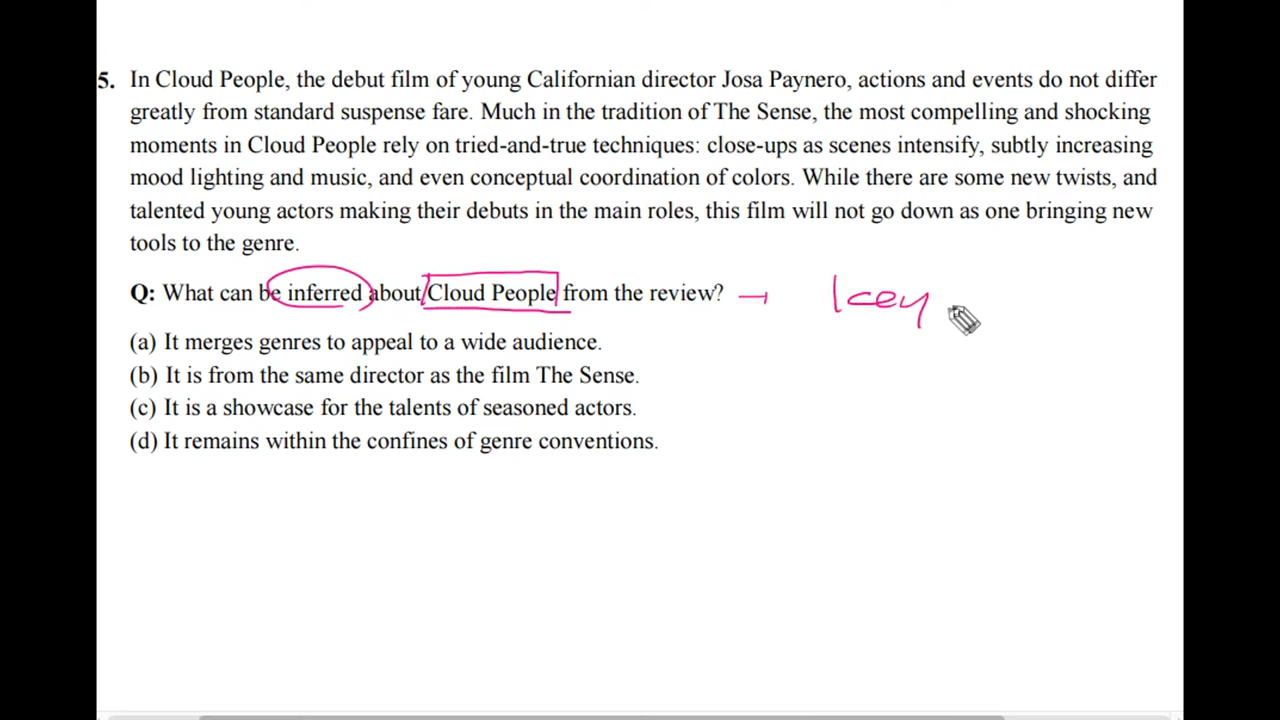 5. In Cloud People, the debut film of young Californian director Josa Paynero, actions and events do not differ
greatly from standard suspense fare. Much in the tradition of The Sense, the most compelling and shocking
moments in Cloud People rely on tried-and-true techniques: close-ups as scenes intensify, subtly increasing
mood lighting and music, and even conceptual coordination of colors. While there are some new twists, and
talented young actors making their debuts in the main roles, this film will not go down as one bringing new
tools to the genre.
Q: What can be inferred about Cloud People from the review? → key
(a) It merges genres to appeal to a wide audience.
(b) It is from the same director as the film The Sense.
(c) It is a showcase for the talents of seasoned actors.
(d) It remains within the confines of genre conventions.